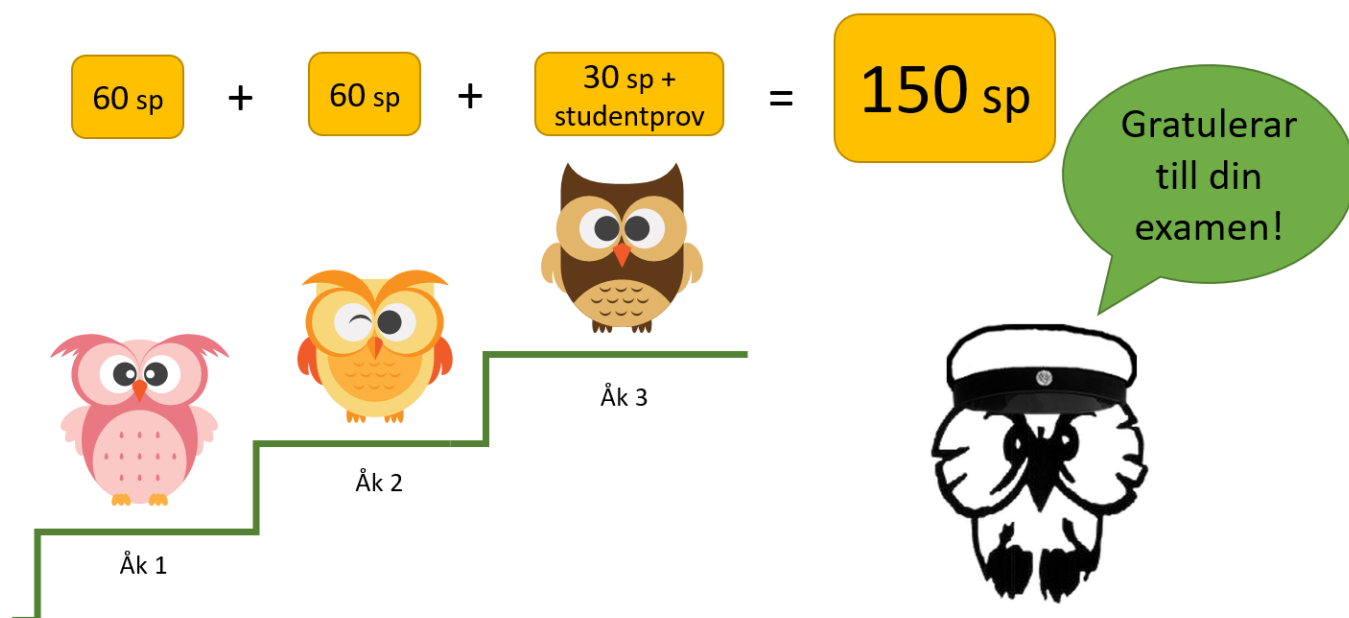 60 sp + 60 sp + 30 sp +
studentprov = 150 sp
Gratulerar
till din
examen!
Åk 1
Åk 2
Åk 3